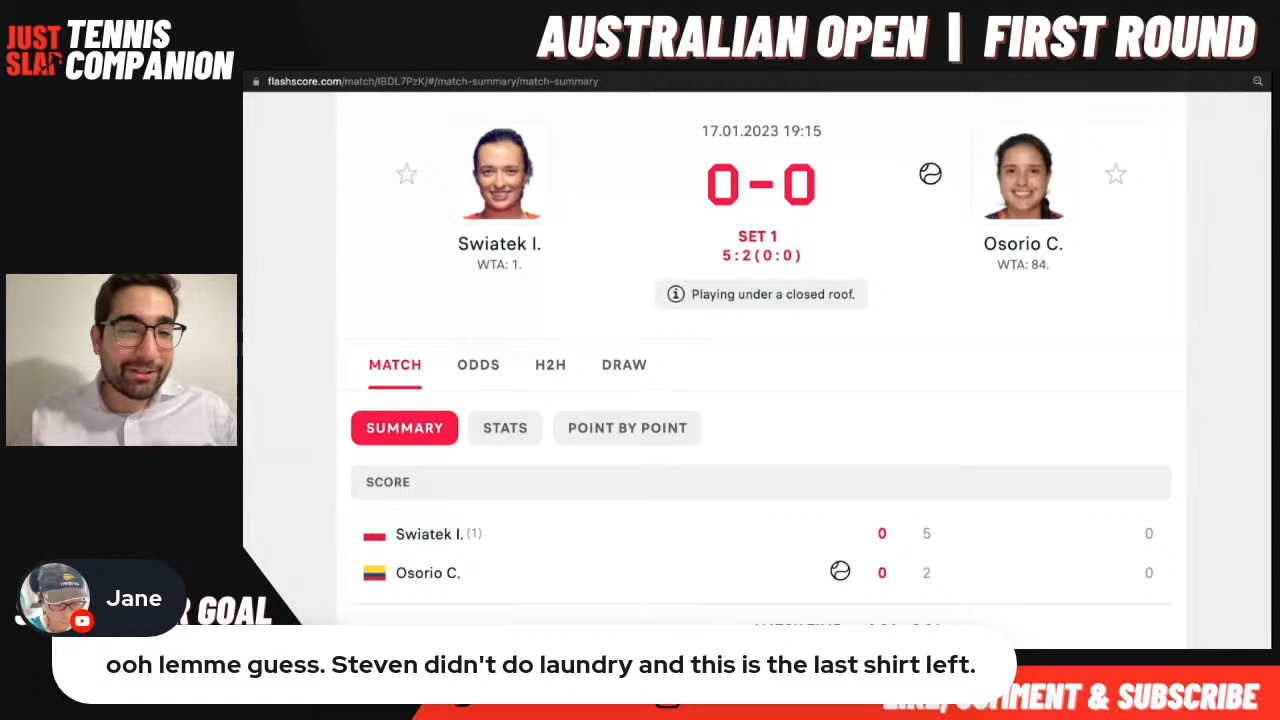 JUST TENNIS
SLAP COMPANION
AUSTRALIAN OPEN | FIRST ROUND
flashscore.com/match/IBDL7PzK/#/match-summary/match-summary
17.01.2023 19:15
0 - 0
SET 1
5 : 2 ( 0 : 0 )
Swiatek I.
WTA: 1.
Osorio C.
WTA: 84.
Playing under a closed roof.
MATCH ODDS H2H DRAW
SUMMARY STATS POINT BY POINT
SCORE
Swiatek I. (1) 0 5 0
Osorio C. 0 2 0
Jane
GOAL
ooh lemme guess. Steven didn't do laundry and this is the last shirt left.
COMMENT & SUBSCRIBE